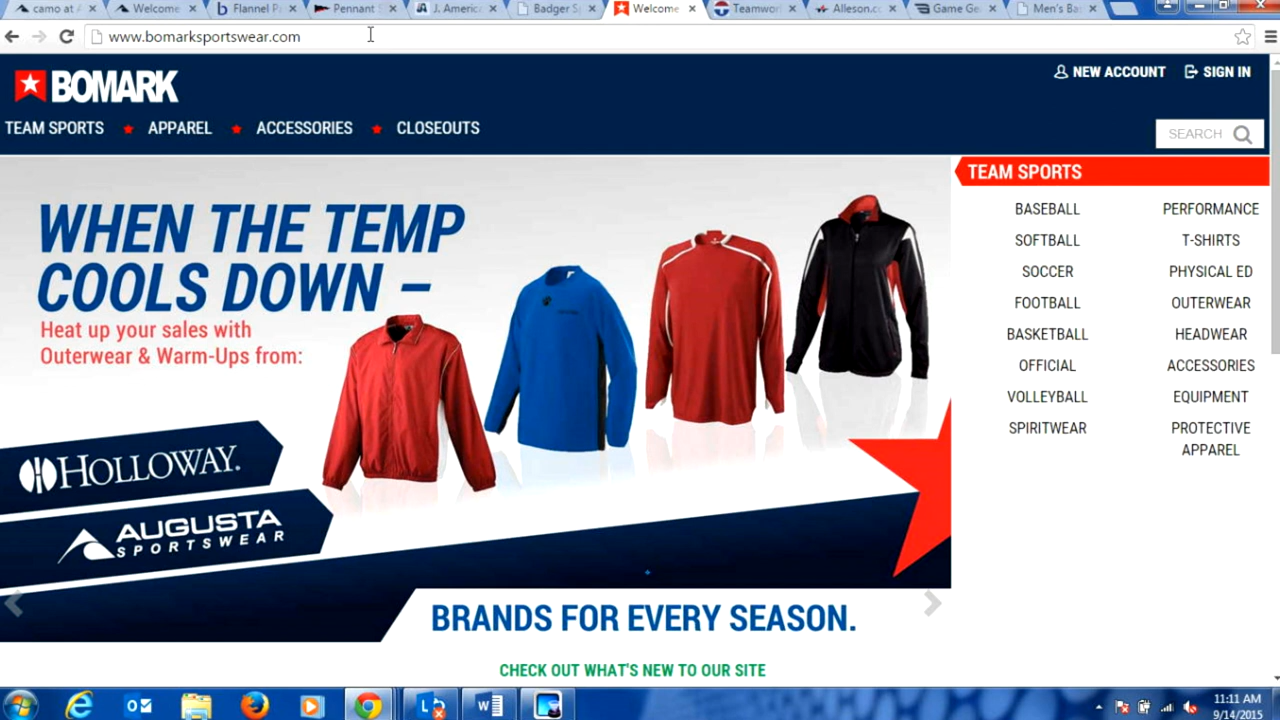 camo at A
Welcome
Flannel P
Pennant S
J. America
Badger Sp
Welcome
Teamwor
Alleson.co
Game Ge
Men's Ba
www.bomarksportswear.com
BOMARK
NEW ACCOUNT
SIGN IN
TEAM SPORTS
APPAREL
ACCESSORIES
CLOSEOUTS
SEARCH
WHEN THE TEMP
COOLS DOWN –
Heat up your sales with
Outerwear & Warm-Ups from:
HOLLOWAY.
AUGUSTA
SPORTSWEAR
BRANDS FOR EVERY SEASON.
CHECK OUT WHAT'S NEW TO OUR SITE
TEAM SPORTS
BASEBALL
SOFTBALL
SOCCER
FOOTBALL
BASKETBALL
OFFICIAL
VOLLEYBALL
SPIRITWEAR
PERFORMANCE
T-SHIRTS
PHYSICAL ED
OUTERWEAR
HEADWEAR
ACCESSORIES
EQUIPMENT
PROTECTIVE
APPAREL
11:11 AM
9/14/2015